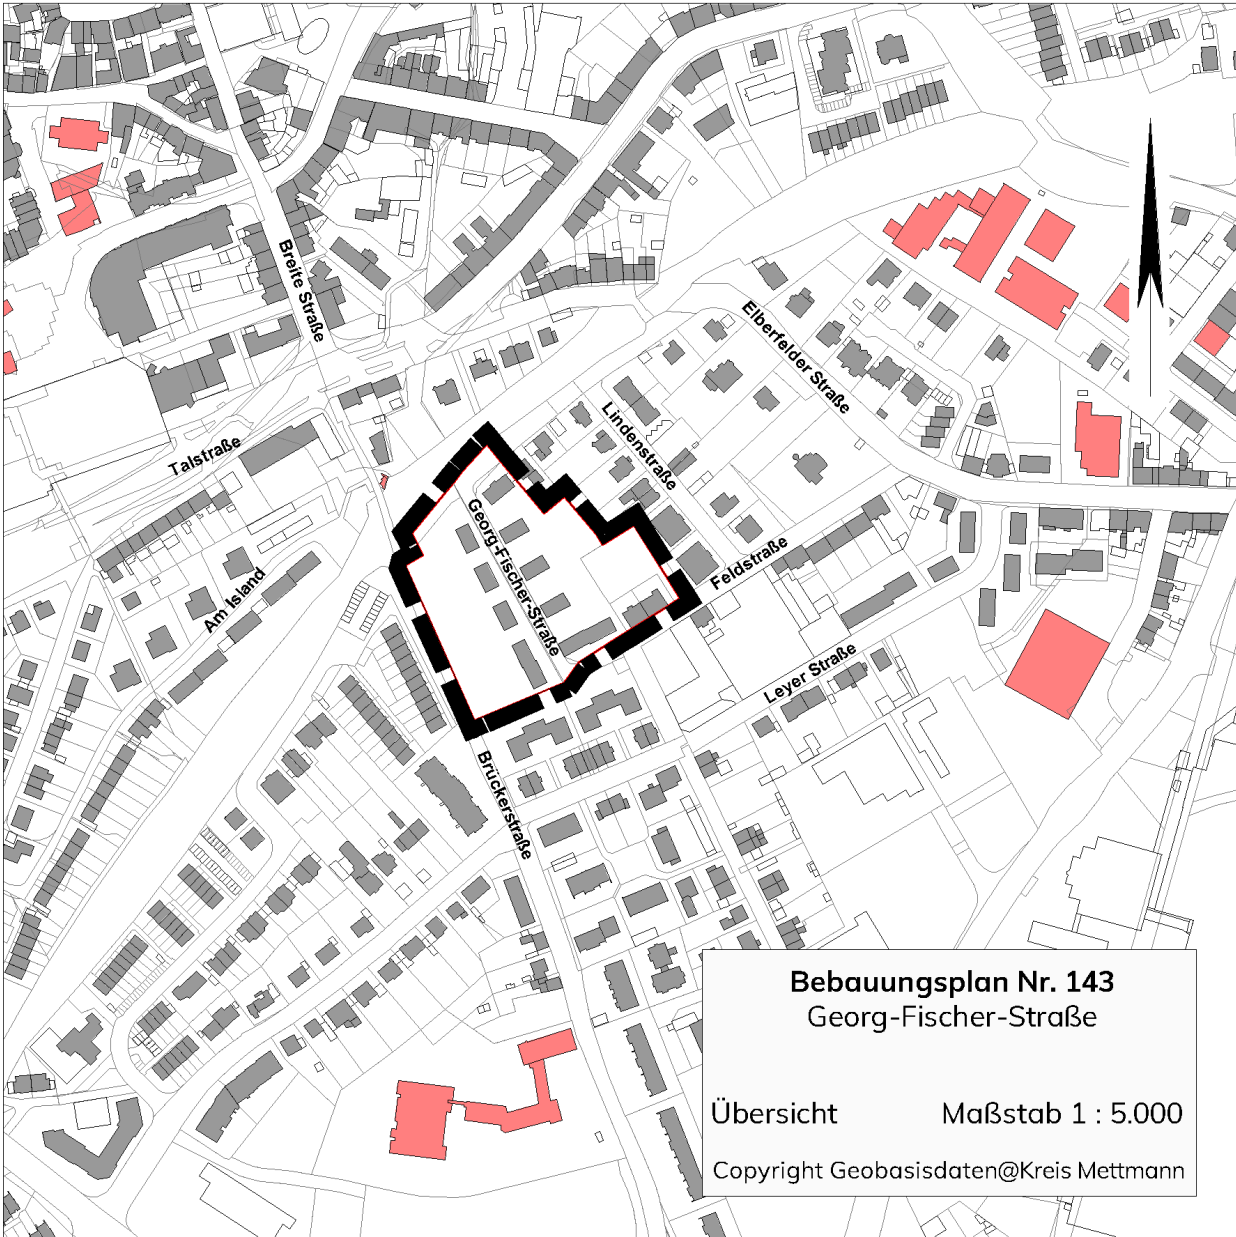 Breite Straße
Elberfelder Straße
Lindenstraße
Talstraße
Georg-Fischer-Straße
Feldstraße
Am Island
Leyer Straße
Brückerstraße
Bebauungsplan Nr. 143
Georg-Fischer-Straße
Übersicht Maßstab 1 : 5.000
Copyright Geobasisdaten@Kreis Mettmann